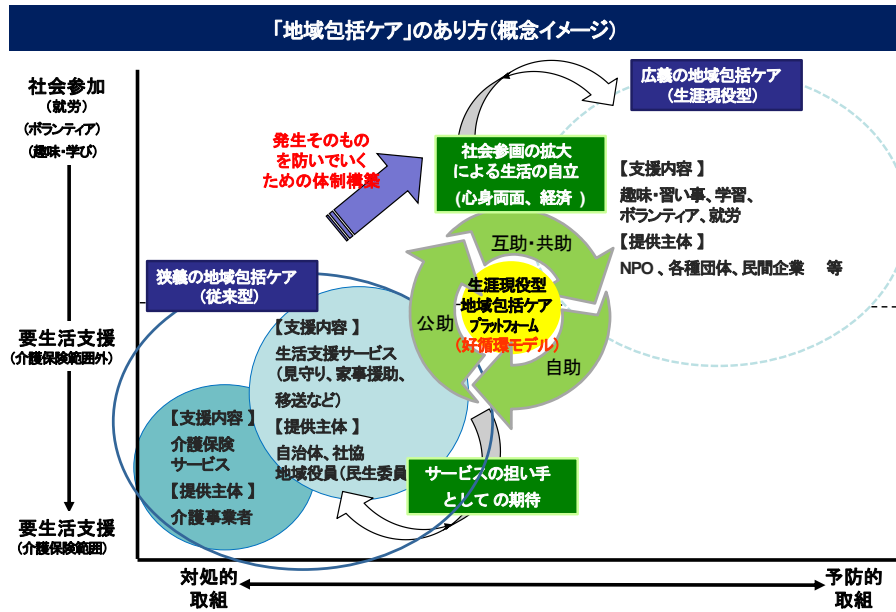 「地域包括ケア」のあり方（概念イメージ）
社会参加
（就労）
（ボランティア）
（趣味・学び）
要生活支援
（介護保険範囲外）
要生活支援
（介護保険範囲）
広義の地域包括ケア
（生涯現役型）
発生そのもの
を防いでいく
ための体制構築
社会参画の拡大
による生活の自立
（心身両面、経済 ）
【支援内容 】
趣味・習い事、学習、
ボランティア、就労
【提供主体 】
NPO 、各種団体、民間企業 等
互助・共助
公助
自助
生涯現役型
地域包括ケア
プラットフォーム
（好循環モデル）
狭義の地域包括ケア
（従来型）
【支援内容 】
生活支援サービス
（見守り、家事援助、
移送など）
【提供主体 】
自治体、社協
地域役員（民生委員
【支援内容 】
介護保険
サービス
【提供主体 】
介護事業者
サービスの担い手
として の期待
対処的
取組
予防的
取組